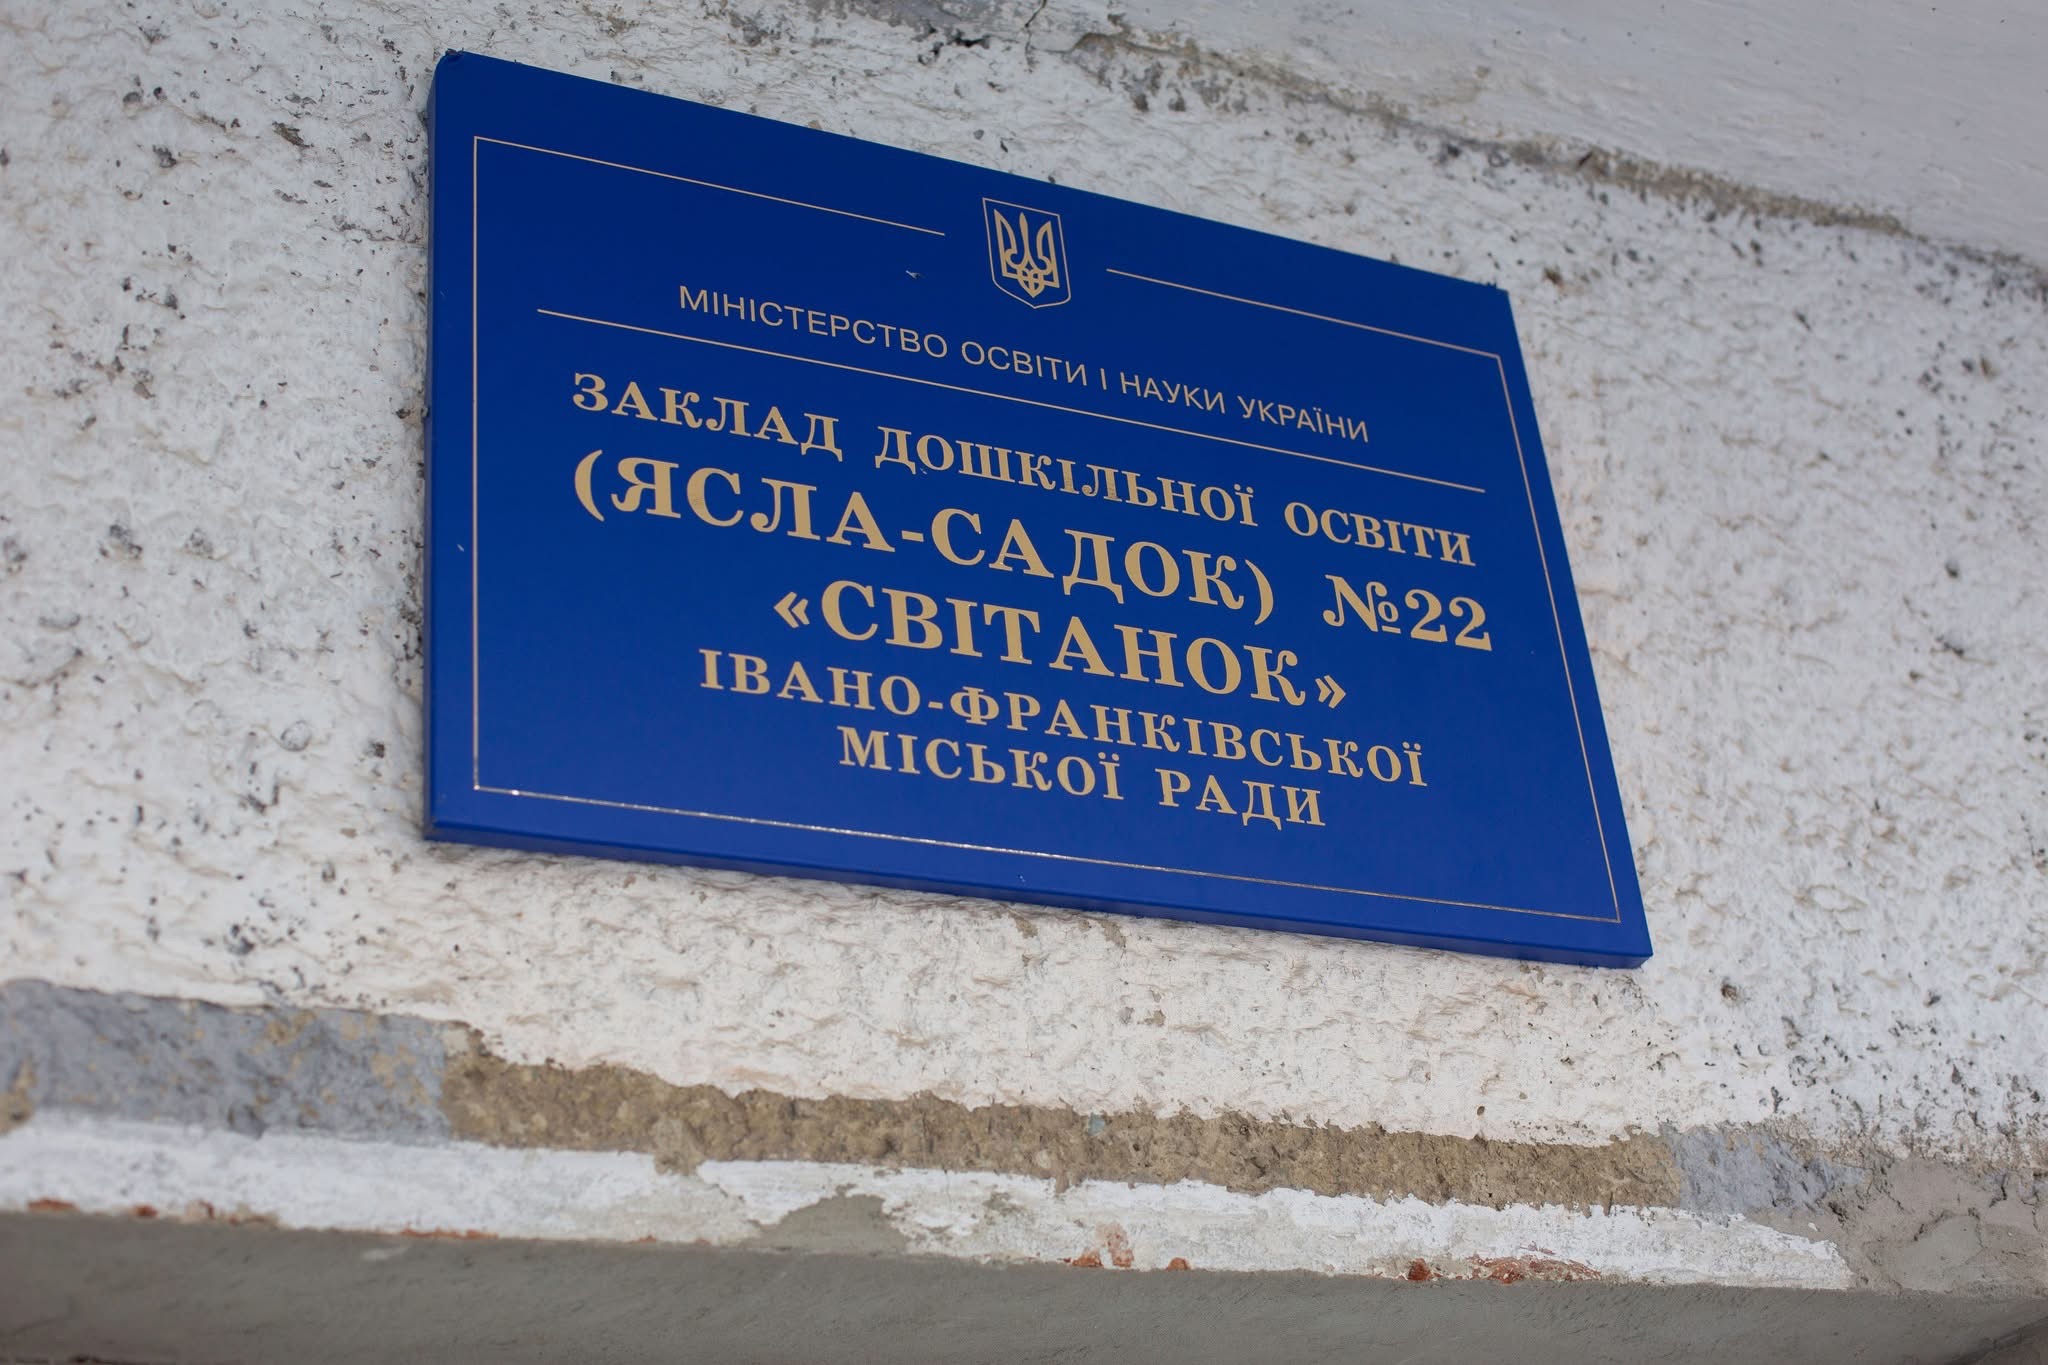 МІНІСТЕРСТВО ОСВІТИ І НАУКИ УКРАЇНИ
ЗАКЛАД ДОШКІЛЬНОЇ ОСВІТИ
(ЯСЛА-САДОК) №22
«СВІТАНОК»
ІВАНО-ФРАНКІВСЬКОЇ
МІСЬКОЇ РАДИ